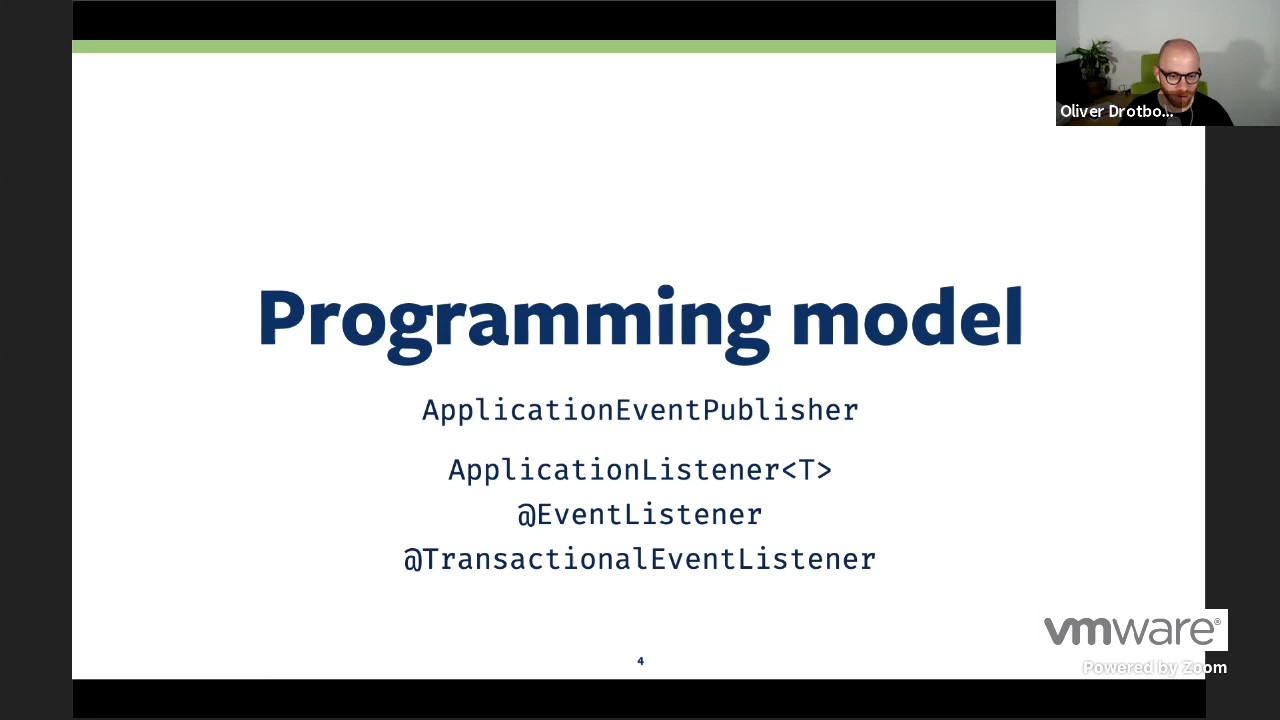 Oliver Drotbo...
Programming model
ApplicationEventPublisher
ApplicationListener<T>
@EventListener
@TransactionalEventListener
4
vmware®
Powered by Zoom